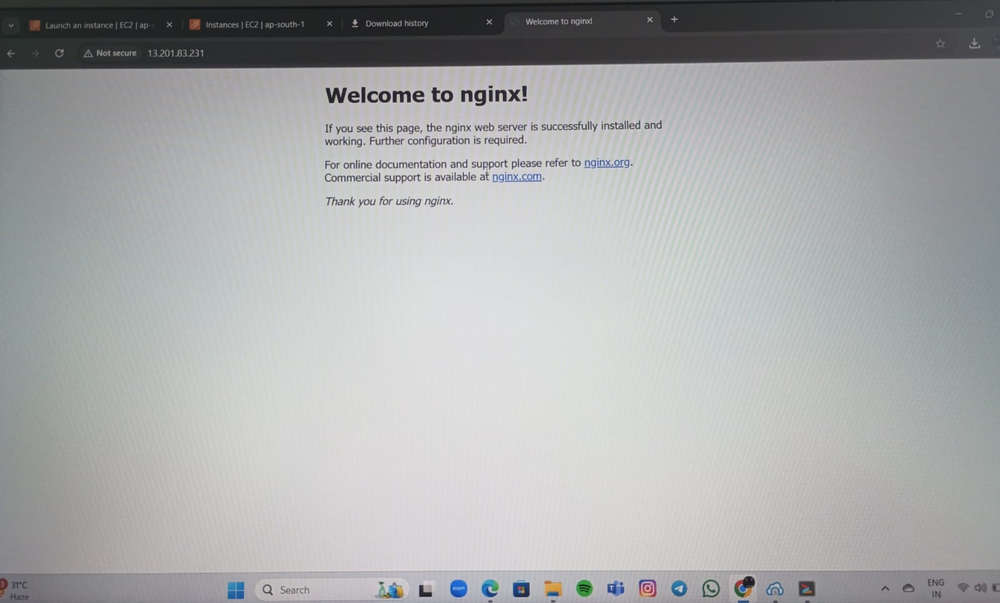 Launch an instance | EC2 | ap-s
Instances | EC2 | ap-south-1
Download history
Welcome to nginx!
Not secure
13.201.83.231
Welcome to nginx!
If you see this page, the nginx web server is successfully installed and
working. Further configuration is required.
For online documentation and support please refer to nginx.org.
Commercial support is available at nginx.com.
Thank you for using nginx.
3
31°C
Haze
Search
zoom
ENG
IN